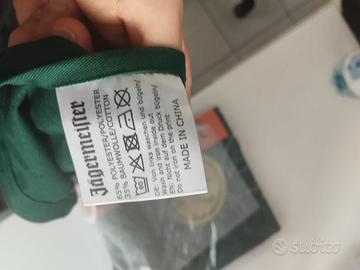 Jägermeister
65% POLYESTER/POLYESTER
35% BAUMWOLLE/COTTON
DE: Von links waschen und bügeln/
Nicht auf dem Druck bügeln/
EN: Wash and iron inside out
Do not iron on the print
MADE IN CHINA
subito